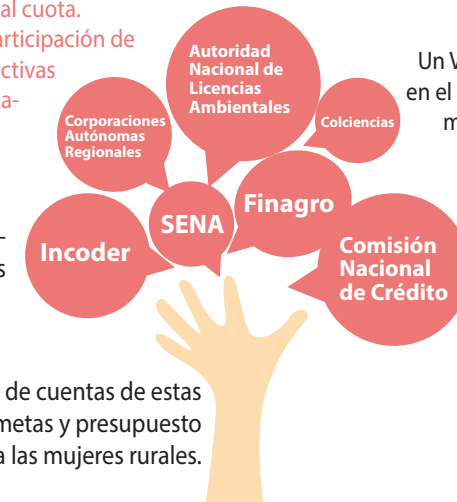 al cuota.
articipación de
ectivas
a-
Un V
en el
m
Autoridad
Nacional de
Licencias
Ambientales
Colciencias
Corporaciones
Autónomas
Regionales
SENA
Finagro
Incoder
Comisión
Nacional
de Crédito
-
s
de cuentas de estas
metas y presupuesto
a las mujeres rurales.